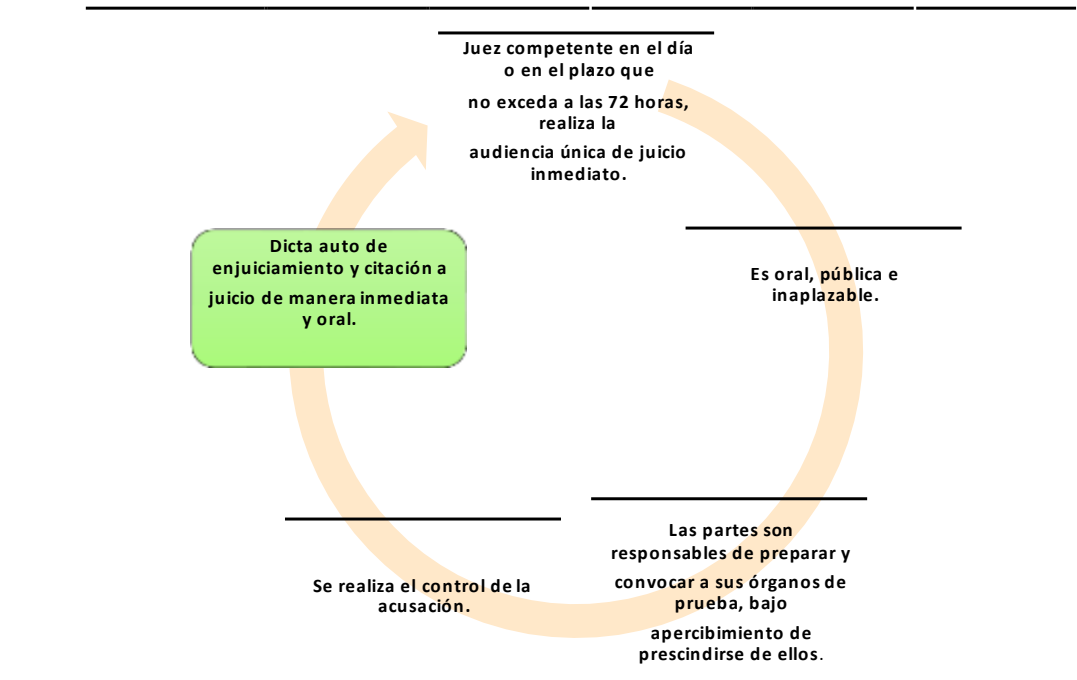 Juez competente en el día
o en el plazo que
no exceda a las 72 horas,
realiza la
audiencia única de juicio
inmediato.
Es oral, pública e
inaplazable.
Las partes son
responsables de preparar y
convocar a sus órganos de
prueba, bajo
apercibimiento de
prescindirse de ellos.
Se realiza el control de la
acusación.
Dicta auto de
enjuiciamiento y citación a
juicio de manera inmediata
y oral.